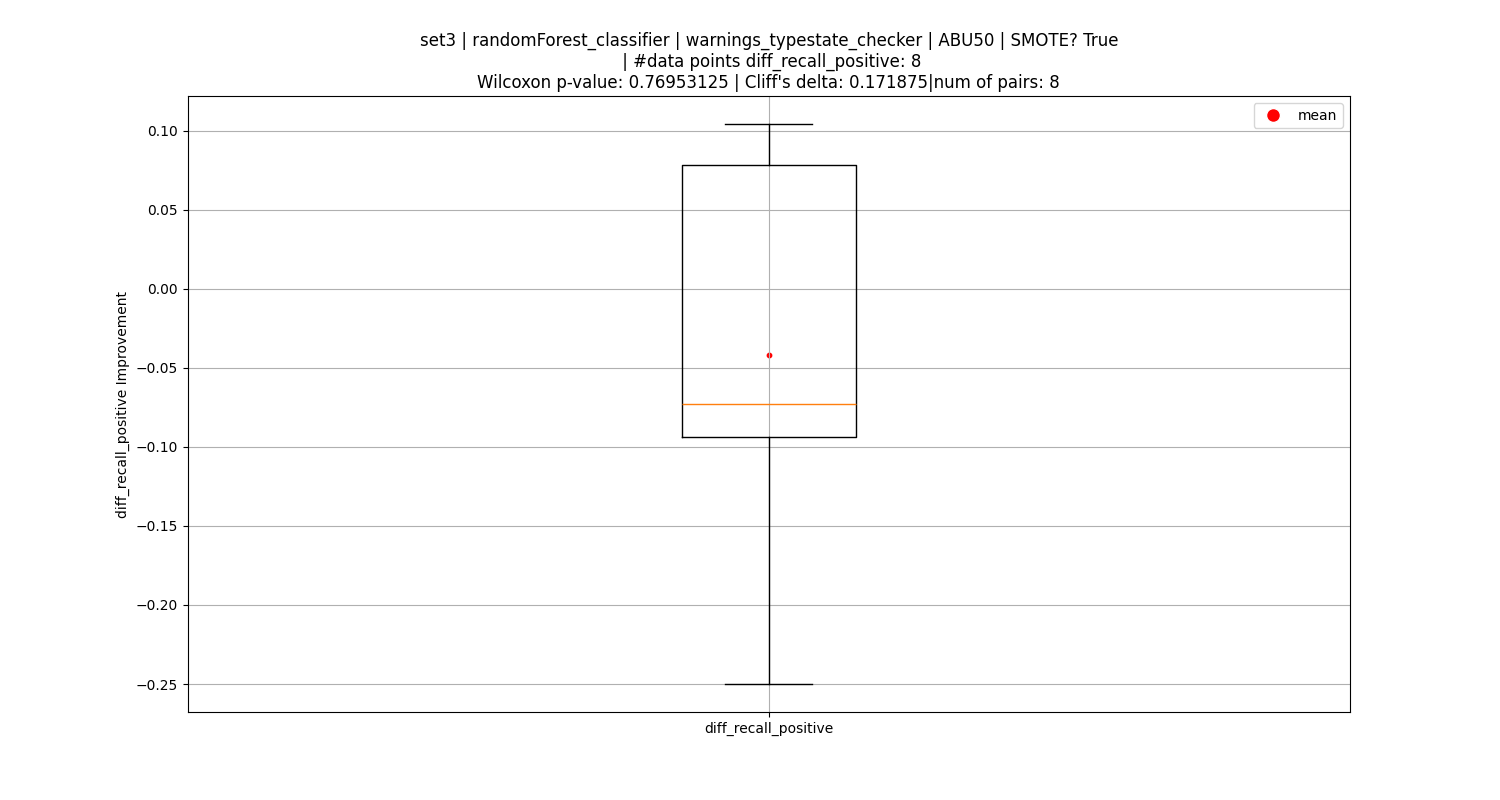 set3 | randomForest_classifier | warnings_typestate_checker | ABU50 | SMOTE? True
| #data points diff_recall_positive: 8
Wilcoxon p-value: 0.76953125 | Cliff's delta: 0.171875|num of pairs: 8
mean
0.10
0.05
0.00
−0.05
−0.10
−0.15
−0.20
−0.25
diff_recall_positive Improvement
diff_recall_positive